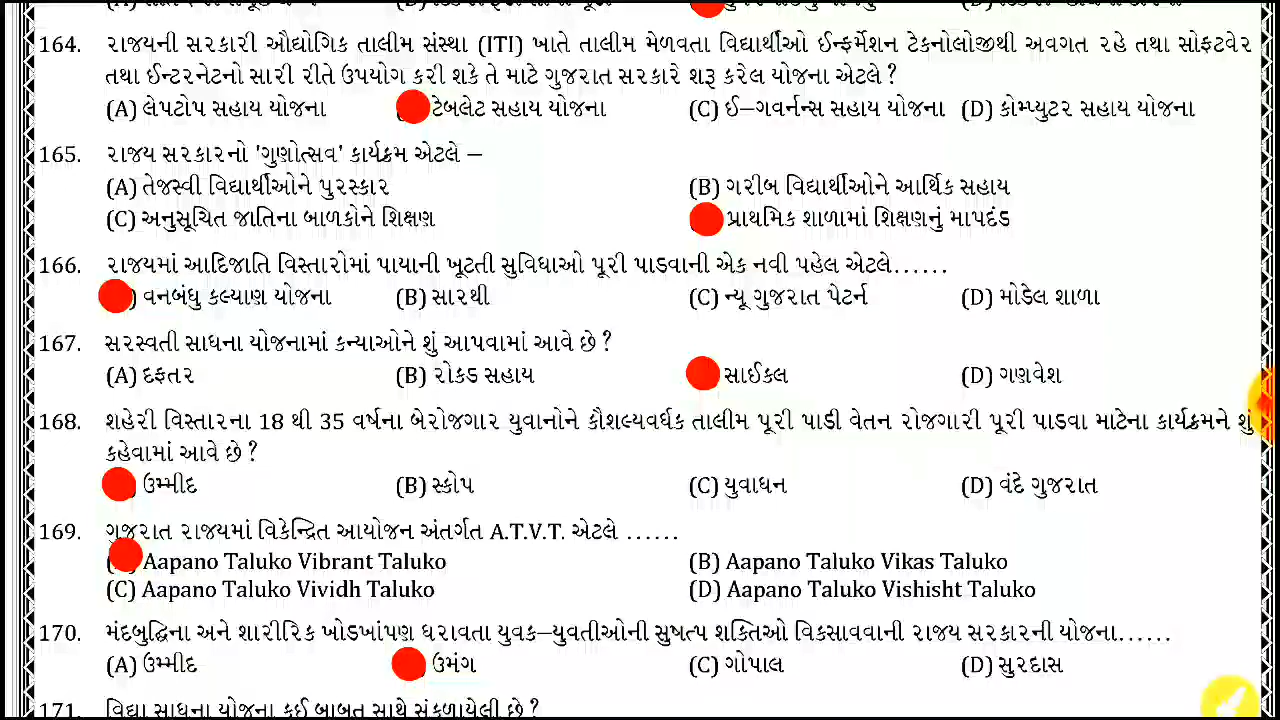 164. રાજ્યની સરકારી ઔદ્યોગિક તાલીમ સંસ્થા (ITI) ખાતે તાલીમ મેળવતા વિદ્યાર્થીઓ ઈન્ફર્મેશન ટેકનોલોજીથી અવગત રહે તથા સોફટવેર
તથા ઈન્ટરનેટનો સારી રીતે ઉપયોગ કરી શકે તે માટે ગુજરાત સરકારે શરૂ કરેલ યોજના એટલે ?
(A) લેપટોપ સહાય યોજના ટેબલેટ સહાય યોજના (C) ઈ–ગવર્નન્સ સહાય યોજના (D) કોમ્પ્યુટર સહાય યોજના
165. રાજ્ય સરકારનો 'ગુણોત્સવ' કાર્યક્રમ એટલે –
(A) તેજસ્વી વિદ્યાર્થીઓને પુરસ્કાર (B) ગરીબ વિદ્યાર્થીઓને આર્થિક સહાય
(C) અનુસૂચિત જાતિના બાળકોને શિક્ષણ પ્રાથમિક શાળામાં શિક્ષણનું માપદંડ
166. રાજ્યમાં આદિજાતિ વિસ્તારોમાં પાયાની ખૂટતી સુવિધાઓ પૂરી પાડવાની એક નવી પહેલ એટલે......
) વનબંધુ કલ્યાણ યોજના (B) સારથી (C) ન્યૂ ગુજરાત પેટર્ન (D) મોડેલ શાળા
167. સરસ્વતી સાધના યોજનામાં કન્યાઓને શું આપવામાં આવે છે ?
(A) દફતર (B) રોકડ સહાય સાઈકલ (D) ગણવેશ
168. શહેરી વિસ્તારના 18 થી 35 વર્ષના બેરોજગાર યુવાનોને કૌશલ્યવર્ધક તાલીમ પૂરી પાડી વેતન રોજગારી પૂરી પાડવા માટેના કાર્યક્રમને શું
કહેવામાં આવે છે ?
) ઉમ્મીદ (B) સ્કોપ (C) યુવાધન (D) વંદે ગુજરાત
169. ગુજરાત રાજ્યમાં વિકેન્દ્રિત આયોજન અંતર્ગત A.T.V.T. એટલે ......
( Aapano Taluko Vibrant Taluko (B) Aapano Taluko Vikas Taluko
(C) Aapano Taluko Vividh Taluko (D) Aapano Taluko Vishisht Taluko
170. મંદબુદ્ધિના અને શારીરિક ખોડખાંપણ ધરાવતા યુવક–યુવતીઓની સુષુત્પ શક્તિઓ વિકસાવવાની રાજ્ય સરકારની યોજના......
(A) ઉમ્મીદ ઉમંગ (C) ગોપાલ (D) સુરદાસ
171. વિદ્યા સાધના યોજના કઈ બાબત સાથે સંકળાયેલી છે ?